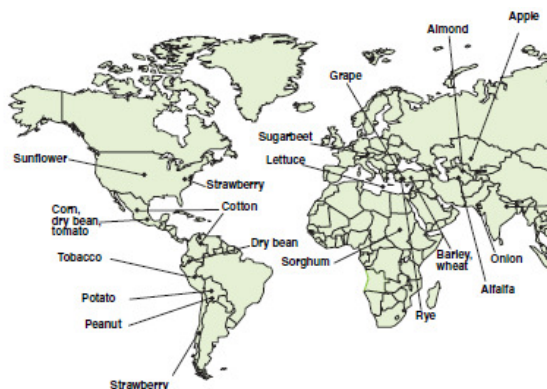 Almond
Apple
Grape
Sugarbeet
Lettuce
Sunflower
Strawberry
Corn,
dry bean,
tomato
Cotton
Dry bean
Sorghum
Barley,
wheat
Onion
Tobacco
Alfalfa
Potato
Rye
Peanut
Strawberry